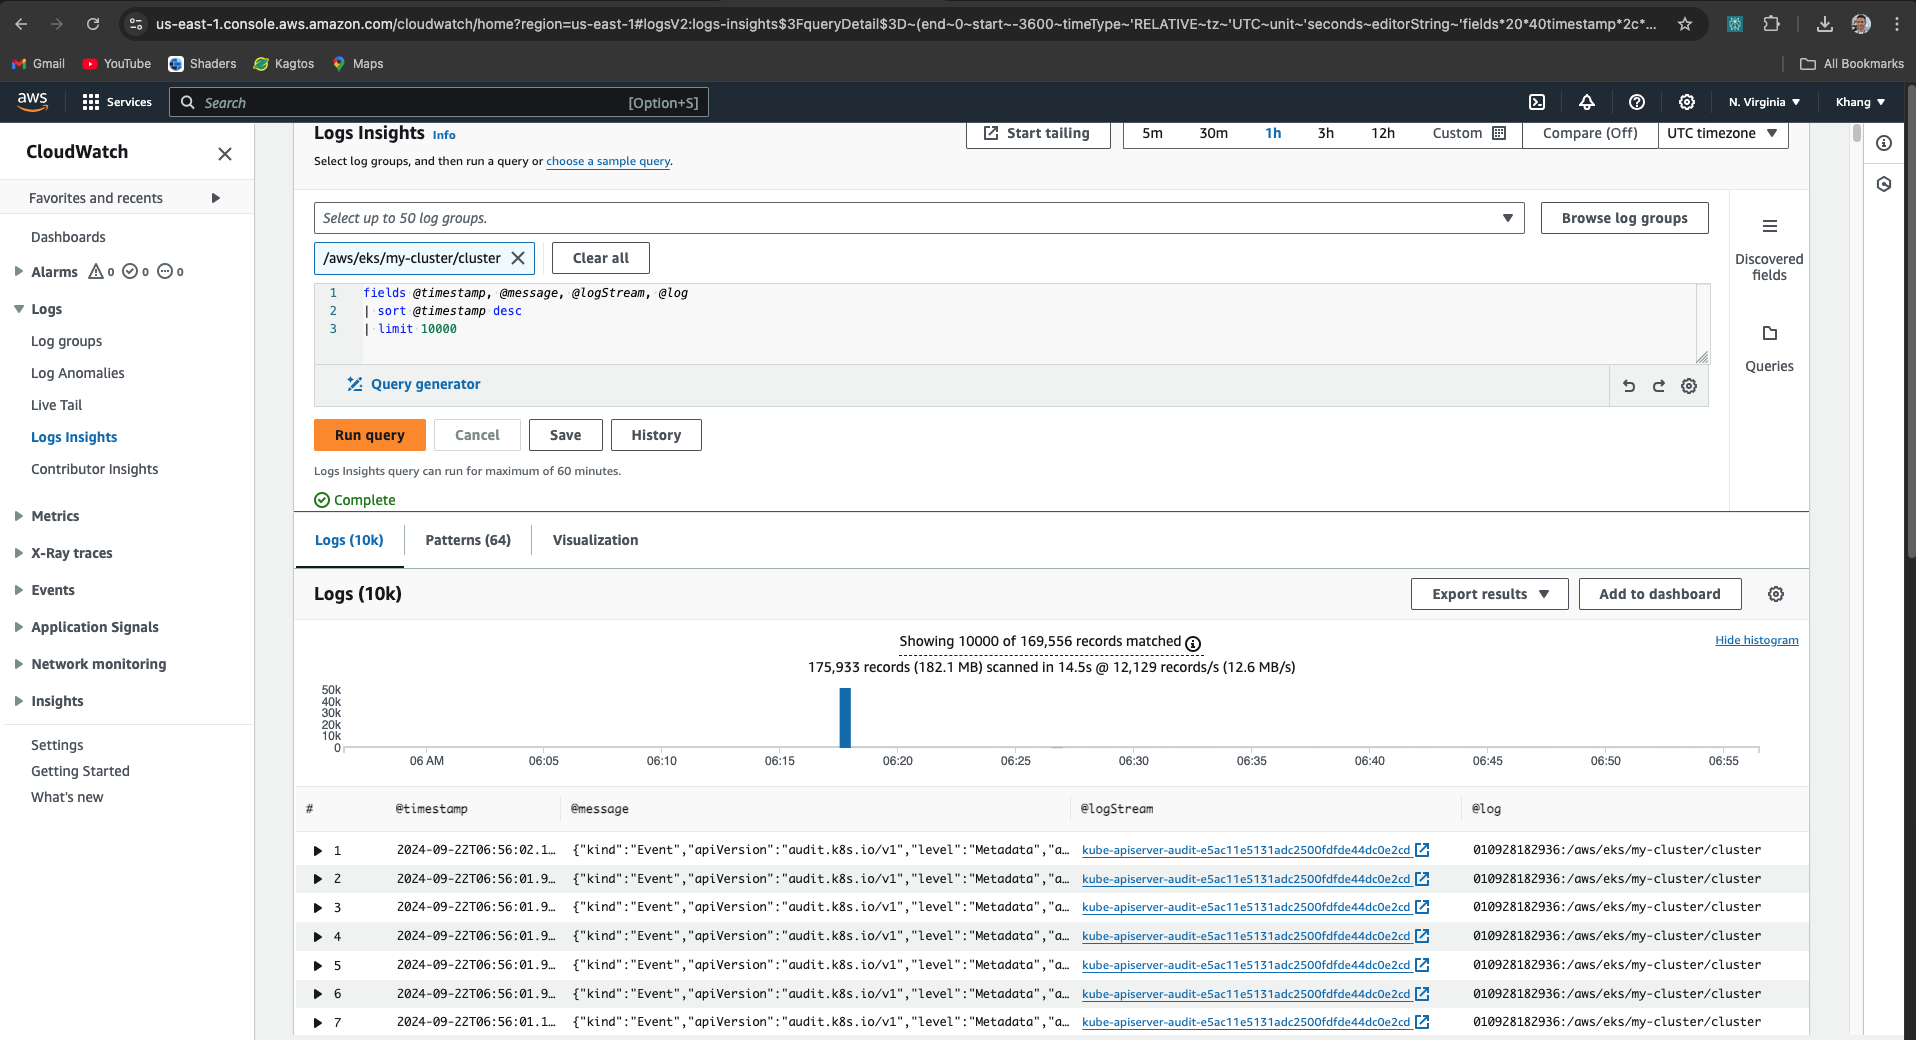 us-east-1.console.aws.amazon.com/cloudwatch/home?region=us-east-1#logsV2:logs-insights$3FqueryDetail$3D~(end~0~start~-3600~timeType~'RELATIVE~tz~'UTC~unit~'seconds~editorString~'fields*20*40timestamp*2c*...
Gmail YouTube Shaders Kagtos Maps All Bookmarks
aws Services Search [Option+S] N. Virginia ▼ Khang ▼
CloudWatch
Favorites and recents
Dashboards
Alarms 0 0 0
Logs
Log groups
Log Anomalies
Live Tail
Logs Insights
Contributor Insights
Metrics
X-Ray traces
Events
Application Signals
Network monitoring
Insights
Settings
Getting Started
What's new
Logs Insights Info
Start tailing 5m 30m 1h 3h 12h Custom Compare (Off) UTC timezone
Select log groups, and then run a query or choose a sample query.
Select up to 50 log groups. Browse log groups
/aws/eks/my-cluster/cluster Clear all
1 fields @timestamp, @message, @logStream, @log
2 | sort @timestamp desc
3 | limit 10000
Query generator
Discovered fields
Queries
Run query Cancel Save History
Logs Insights query can run for maximum of 60 minutes.
Complete
Logs (10k) Patterns (64) Visualization
Logs (10k) Export results Add to dashboard
Showing 10000 of 169,556 records matched
Hide histogram
175,933 records (182.1 MB) scanned in 14.5s @ 12,129 records/s (12.6 MB/s)
50k
40k
30k
20k
10k
0
06 AM 06:05 06:10 06:15 06:20 06:25 06:30 06:35 06:40 06:45 06:50 06:55
# @timestamp @message @logStream @log
1 2024-09-22T06:56:02.1... {"kind":"Event","apiVersion":"audit.k8s.io/v1","level":"Metadata","a... kube-apiserver-audit-e5ac11e5131adc2500fdfde44dc0e2cd 010928182936:/aws/eks/my-cluster/cluster
2 2024-09-22T06:56:01.9... {"kind":"Event","apiVersion":"audit.k8s.io/v1","level":"Metadata","a... kube-apiserver-audit-e5ac11e5131adc2500fdfde44dc0e2cd 010928182936:/aws/eks/my-cluster/cluster
3 2024-09-22T06:56:01.9... {"kind":"Event","apiVersion":"audit.k8s.io/v1","level":"Metadata","a... kube-apiserver-audit-e5ac11e5131adc2500fdfde44dc0e2cd 010928182936:/aws/eks/my-cluster/cluster
4 2024-09-22T06:56:01.9... {"kind":"Event","apiVersion":"audit.k8s.io/v1","level":"Metadata","a... kube-apiserver-audit-e5ac11e5131adc2500fdfde44dc0e2cd 010928182936:/aws/eks/my-cluster/cluster
5 2024-09-22T06:56:01.9... {"kind":"Event","apiVersion":"audit.k8s.io/v1","level":"Metadata","a... kube-apiserver-audit-e5ac11e5131adc2500fdfde44dc0e2cd 010928182936:/aws/eks/my-cluster/cluster
6 2024-09-22T06:56:01.9... {"kind":"Event","apiVersion":"audit.k8s.io/v1","level":"Metadata","a... kube-apiserver-audit-e5ac11e5131adc2500fdfde44dc0e2cd 010928182936:/aws/eks/my-cluster/cluster
7 2024-09-22T06:56:01.1... {"kind":"Event","apiVersion":"audit.k8s.io/v1","level":"Metadata","a... kube-apiserver-audit-e5ac11e5131adc2500fdfde44dc0e2cd 010928182936:/aws/eks/my-cluster/cluster